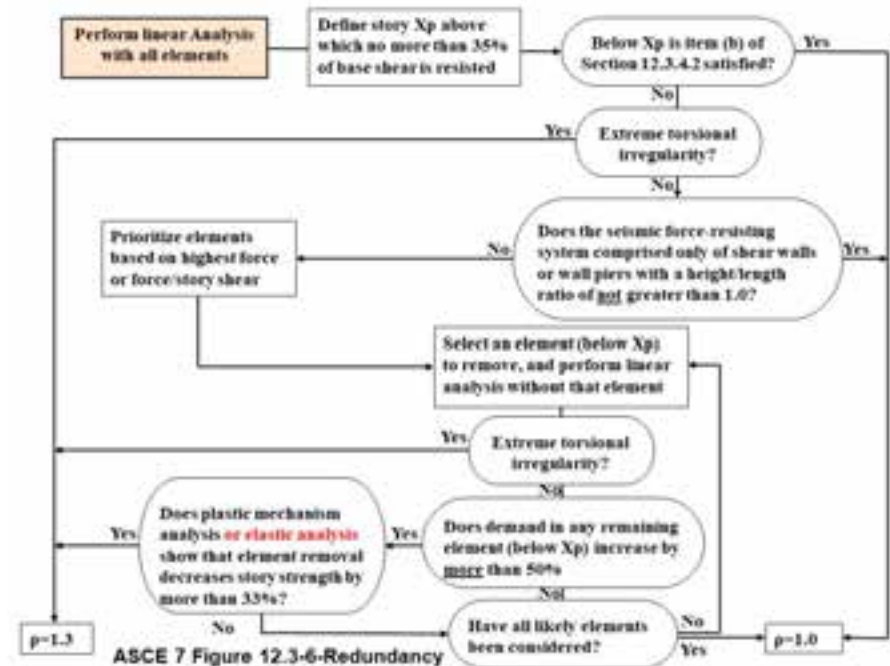 Perform linear Analysis
with all elements
Define story Xp above
which no more than 35%
of base shear is resisted
Below Xp is item (b) of
Section 12.3.4.2 satisfied?
Yes
No
Yes
Extreme torsional
irregularity?
No
Prioritize elements
based on highest force
or force/story shear
No
Does the seismic force-resisting
system comprised only of shear walls
or wall piers with a height/length
ratio of not greater than 1.0?
Yes
Select an element (below Xp)
to remove, and perform linear
analysis without that element
Yes
Extreme torsional
irregularity?
No
Yes
Does plastic mechanism
analysis or elastic analysis
show that element removal
decreases story strength by
more than 33%?
Yes
Does demand in any remaining
element (below Xp) increase by
more than 50%
No
No
Have all likely elements
been considered?
No
Yes
ρ=1.3
ρ=1.0
ASCE 7 Figure 12.3-6-Redundancy